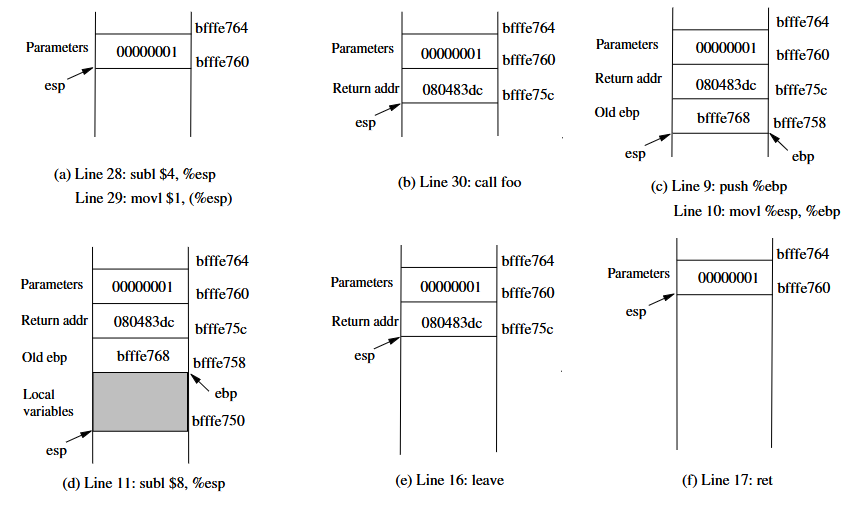 bfffe764
Parameters 00000001 bfffe760
esp
(a) Line 28: subl $4, %esp
Line 29: movl $1, (%esp)
bfffe764
Parameters 00000001 bfffe760
Return addr 080483dc bfffe75c
esp
(b) Line 30: call foo
bfffe764
Parameters 00000001 bfffe760
Return addr 080483dc bfffe75c
Old ebp bfffe768 bfffe758
esp ebp
(c) Line 9: push %ebp
Line 10: movl %esp, %ebp
bfffe764
Parameters 00000001 bfffe760
Return addr 080483dc bfffe75c
Old ebp bfffe768 bfffe758
ebp
Local
variables
bfffe750
esp
(d) Line 11: subl $8, %esp
bfffe764
Parameters 00000001 bfffe760
Return addr 080483dc bfffe75c
esp
(e) Line 16: leave
bfffe764
Parameters 00000001 bfffe760
esp
(f) Line 17: ret